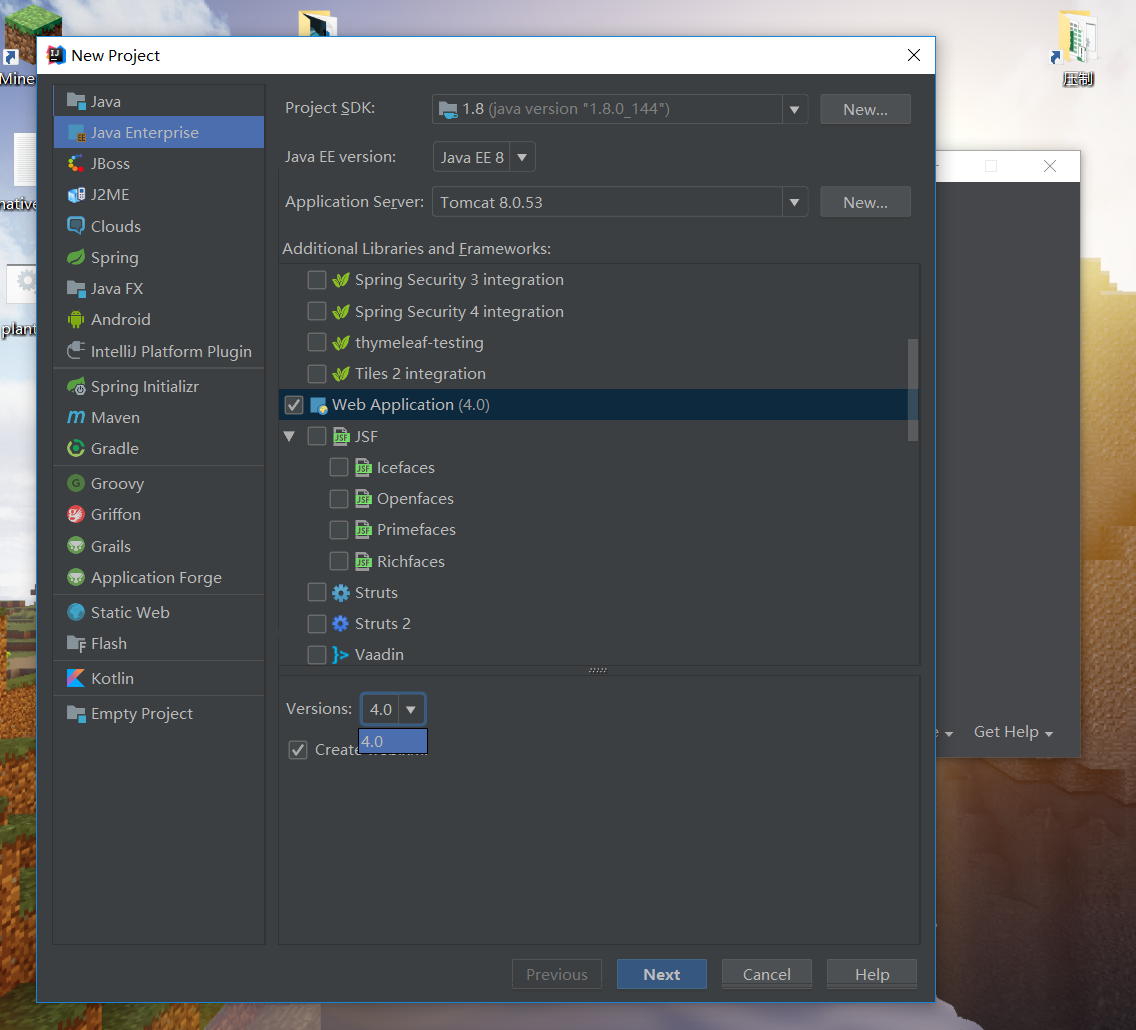 Mine
New Project
压制
Java
Java Enterprise
JBoss
J2ME
Clouds
Spring
Java FX
Android
IntelliJ Platform Plugin
Spring Initializr
Maven
Gradle
Groovy
Griffon
Grails
Application Forge
Static Web
Flash
Kotlin
Empty Project
native
plant
Project SDK: 1.8 (java version "1.8.0_144") New...
Java EE version: Java EE 8
Application Server: Tomcat 8.0.53 New...
Additional Libraries and Frameworks:
Spring Security 3 integration
Spring Security 4 integration
thymeleaf-testing
Tiles 2 integration
Web Application (4.0)
JSF
Icefaces
Openfaces
Primefaces
Richfaces
Struts
Struts 2
Vaadin
Versions: 4.0
4.0
Create
Get Help
Previous Next Cancel Help